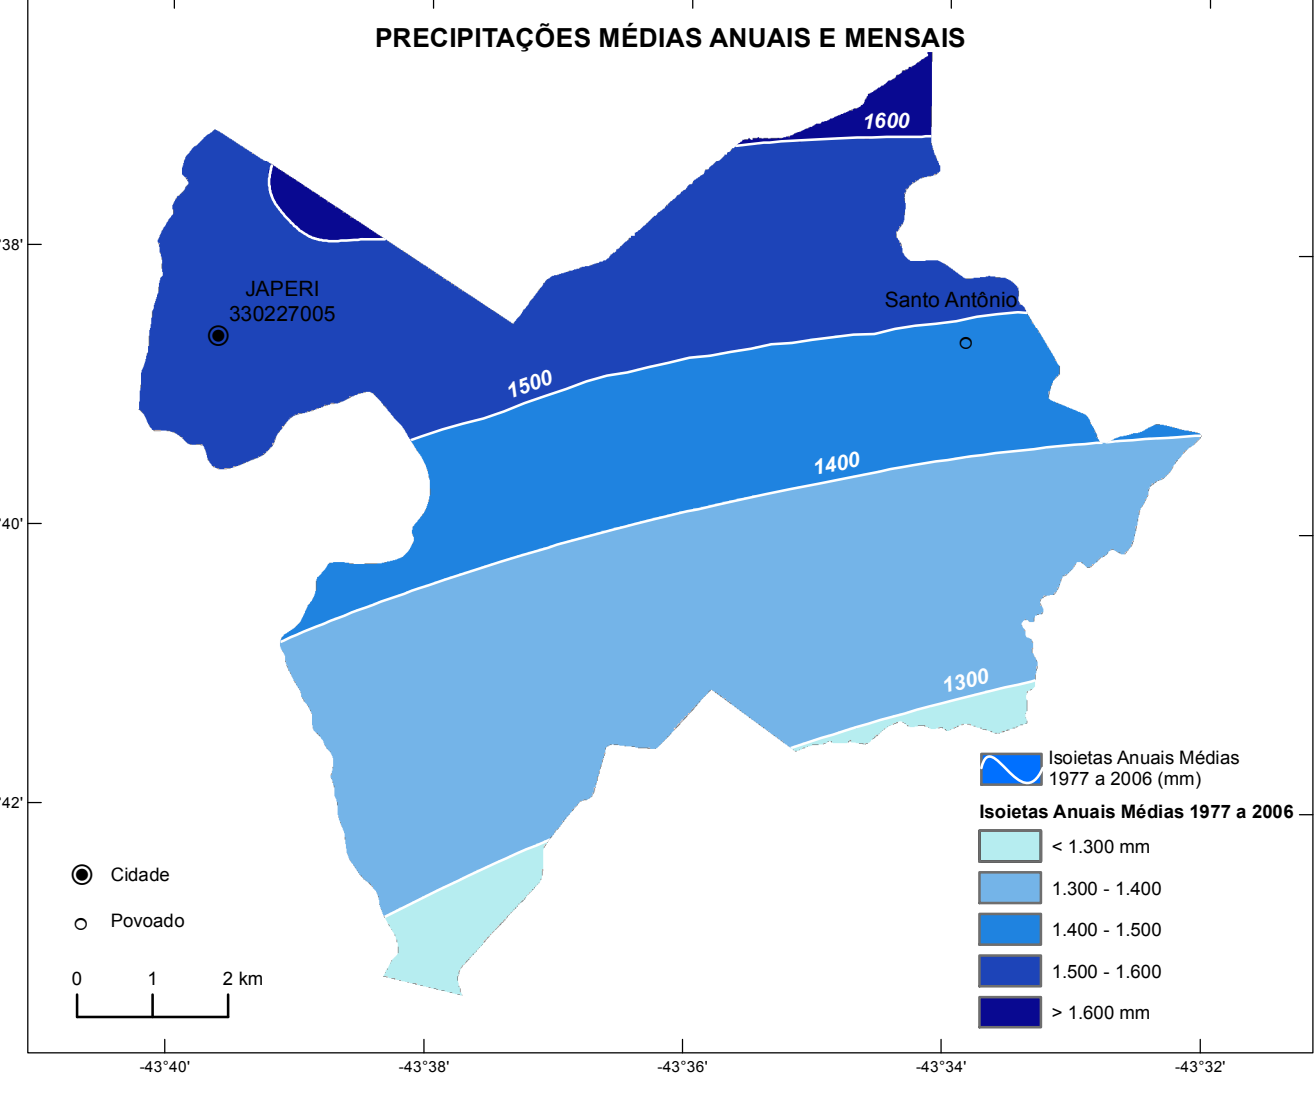 PRECIPITAÇÕES MÉDIAS ANUAIS E MENSAIS
1600
38'
JAPERI
330227005
Santo Antônio
1500
1400
40'
1300
Isoietas Anuais Médias
1977 a 2006 (mm)
42'
Isoietas Anuais Médias 1977 a 2006
< 1.300 mm
1.300 - 1.400
1.400 - 1.500
1.500 - 1.600
> 1.600 mm
Cidade
Povoado
0 1 2 km
-43°40' -43°38' -43°36' -43°34' -43°32'